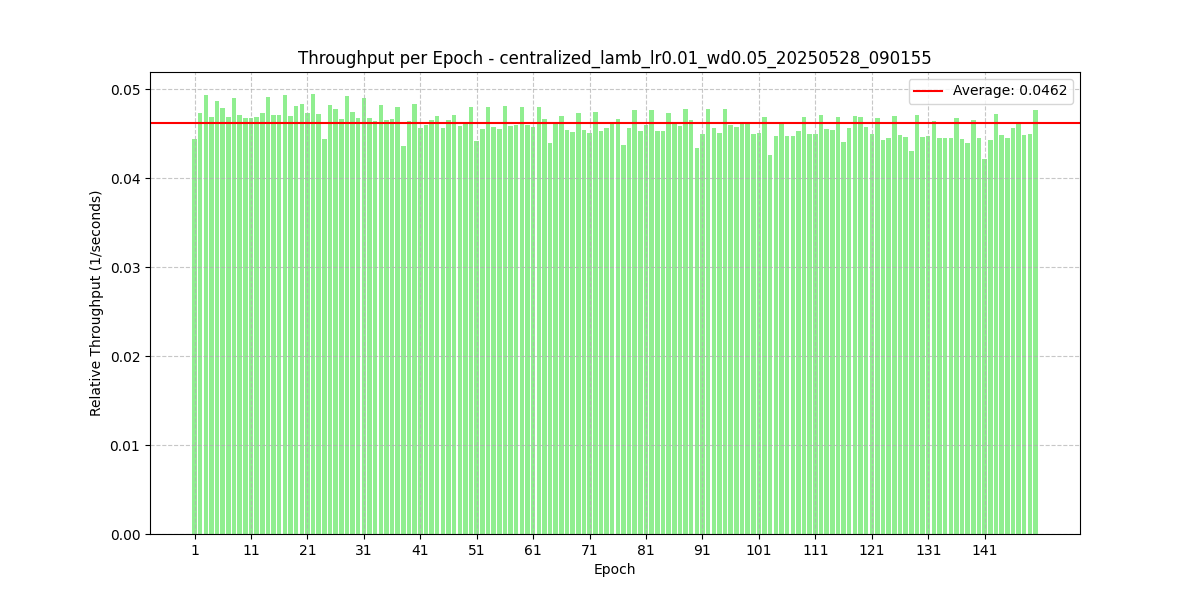 Throughput per Epoch - centralized_lamb_lr0.01_wd0.05_20250528_090155
Average: 0.0462
Relative Throughput (1/seconds)
0.05
0.04
0.03
0.02
0.01
0.00
1 11 21 31 41 51 61 71 81 91 101 111 121 131 141
Epoch